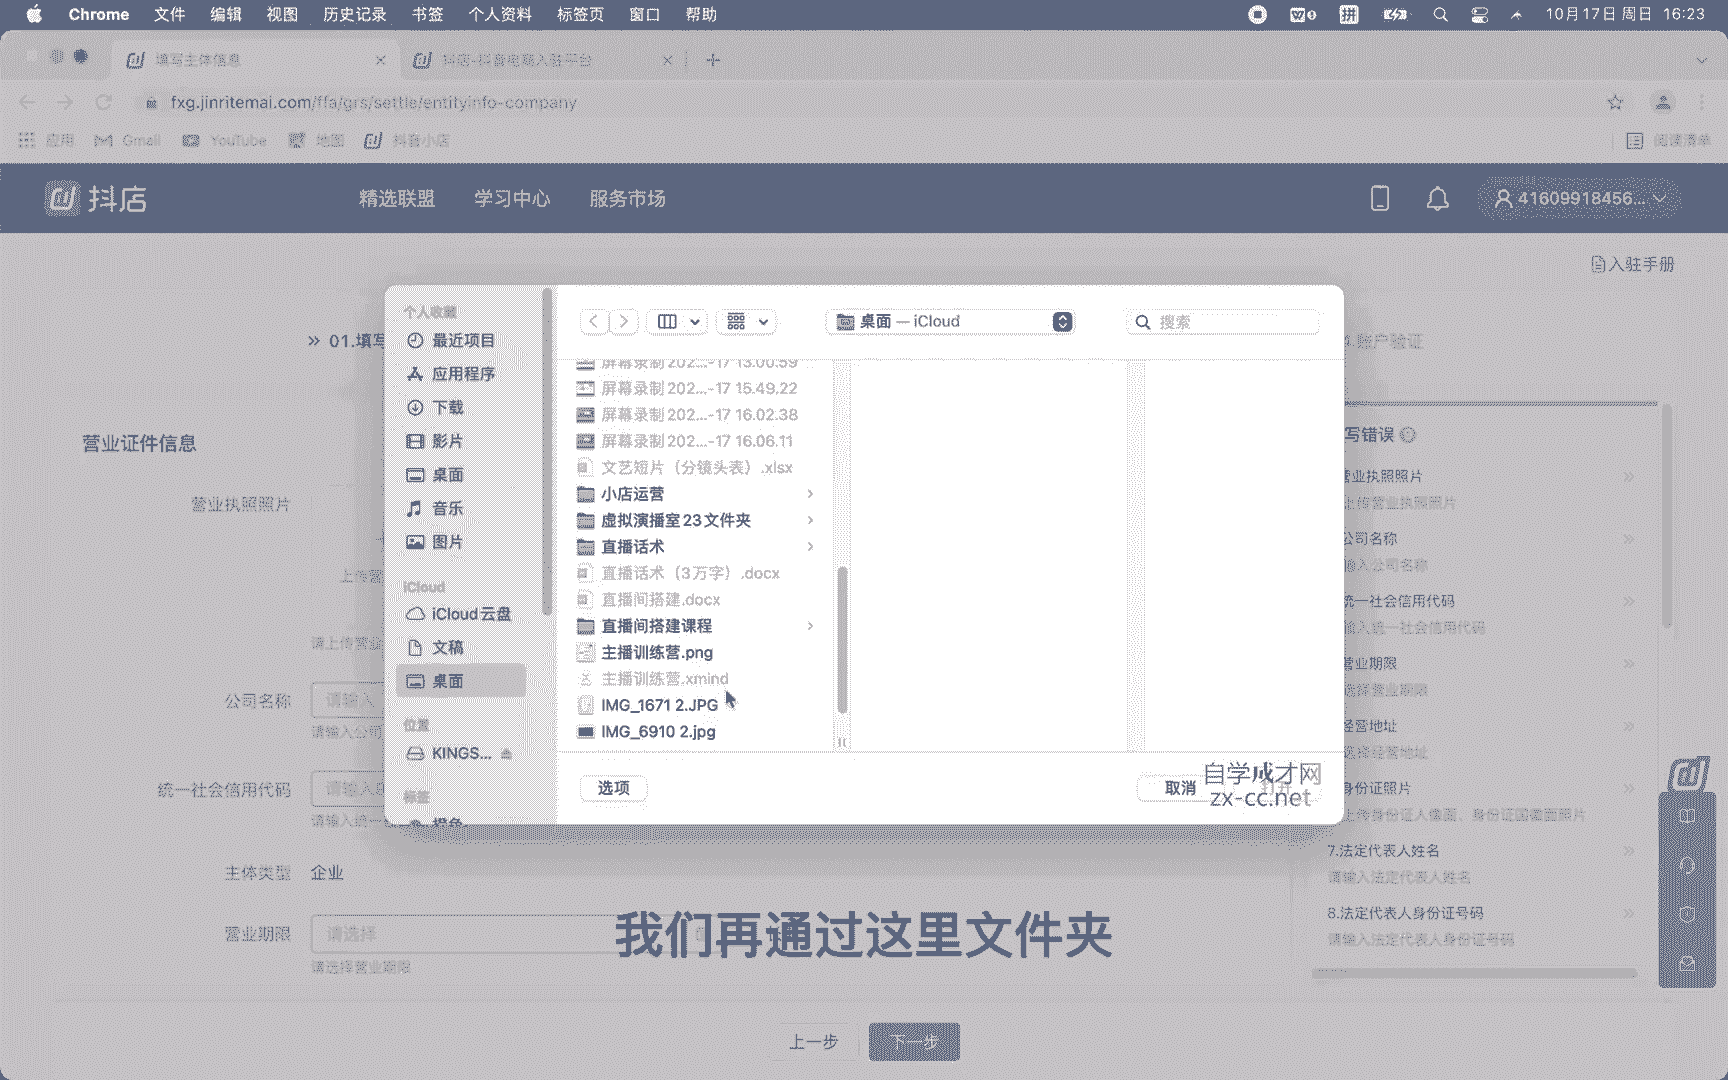 Chrome 文件 编辑 视图 历史记录 书签 个人资料 标签页 窗口 帮助 拼 10月17日 周日 16:23
填写主体信息 抖店-抖音电商入驻平台
fxg.jinritemai.com/ffa/grs/settle/entityinfo-company
应用 Gmail YouTube 地图 抖音小店 阅读清单
抖店 精选联盟 学习中心 服务市场 41609918456...
入驻手册
» 01.填写
账户验证
个人收藏
最近项目
应用程序
下载
影片
桌面
音乐
图片
iCloud
iCloud云盘
文稿
桌面
位置
KINGS...
标签
橙色
桌面 — iCloud
搜索
屏幕录制 202...-17 13.00.59
屏幕录制 202...-17 15.49.22
屏幕录制 202...-17 16.02.38
屏幕录制 202...-17 16.06.11
文艺短片（分镜头表）.xlsx
小店运营
虚拟演播室23文件夹
直播话术
直播话术（3万字）.docx
直播间搭建.docx
直播间搭建课程
主播训练营.png
主播训练营.xmind
IMG_1671 2.JPG
IMG_6910 2.jpg
选项
取消
打开
自学成才网
zx-cc.net
营业证件信息
营业执照照片
上传营
请上传营业
公司名称
请输入
请输入公司
统一社会信用代码
请输入
请输入统一
主体类型 企业
营业期限
请选择
请选择营业期限
写错误
营业执照照片
上传营业执照照片
公司名称
输入公司名称
统一社会信用代码
输入统一社会信用代码
营业期限
选择营业期限
经营地址
选择经营地址
身份证照片
上传身份证人像面、身份证国徽面照片
7.法定代表人姓名
请输入法定代表人姓名
8.法定代表人身份证号码
请输入法定代表人身份证号码
我们再通过这里文件夹
上一步
下一步